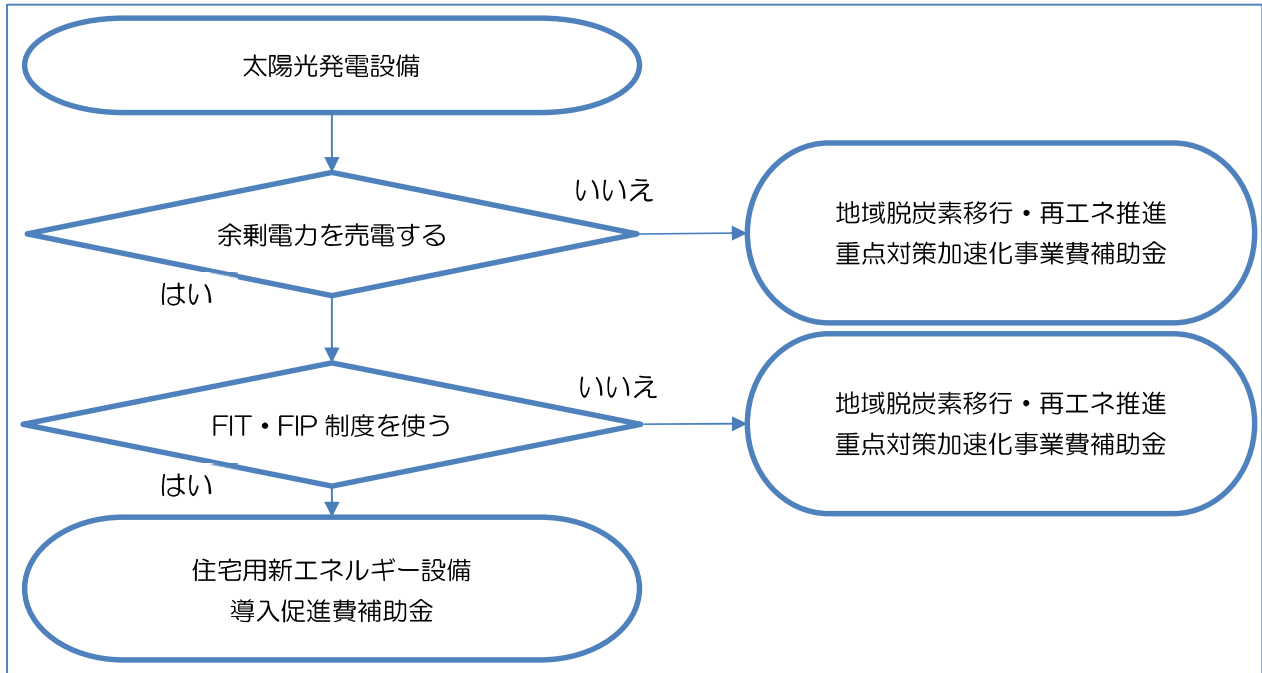 太陽光発電設備
いいえ
余剰電力を売電する
地域脱炭素移行・再エネ推進
重点対策加速化事業費補助金
はい
いいえ
FIT・FIP 制度を使う
地域脱炭素移行・再エネ推進
重点対策加速化事業費補助金
はい
住宅用新エネルギー設備
導入促進費補助金